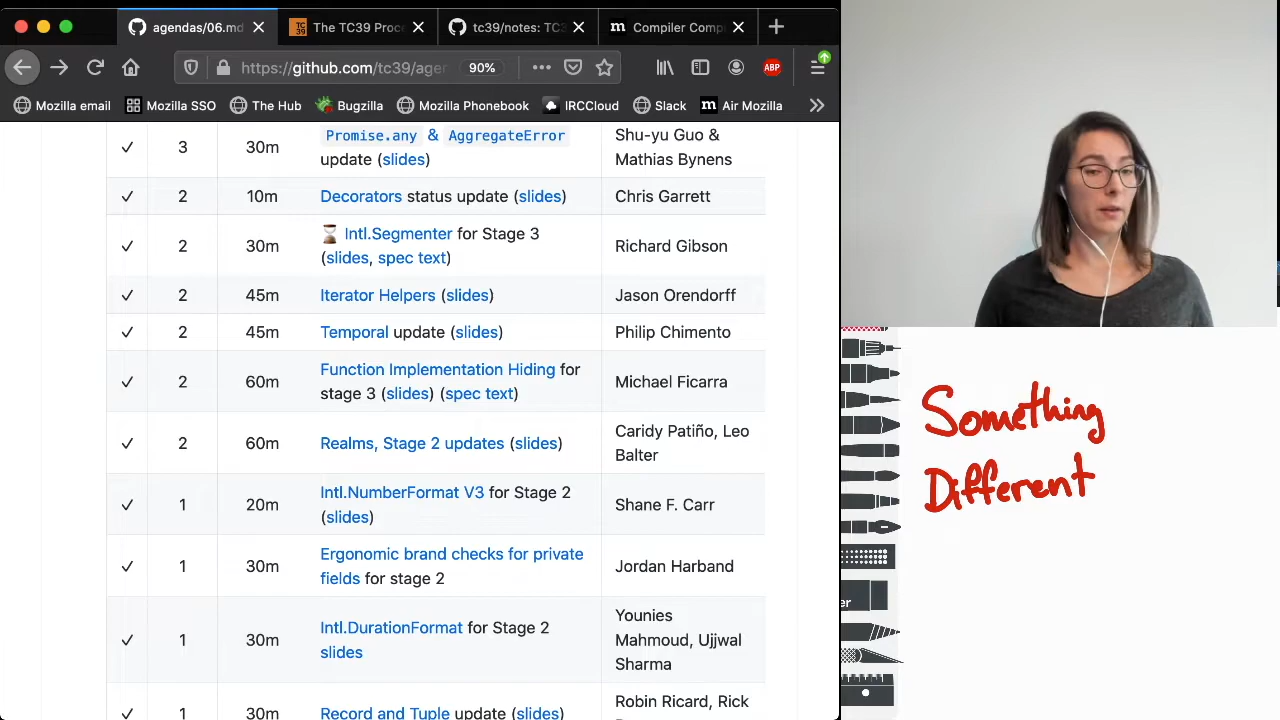 agendas/06.md
The TC39 Proce
tc39/notes: TC3
Compiler Compi
https://github.com/tc39/agen
90%
ABP
Mozilla email
Mozilla SSO
The Hub
Bugzilla
Mozilla Phonebook
IRCCloud
Slack
Air Mozilla
✓ 3 30m Promise.any & AggregateError update (slides) Shu-yu Guo & Mathias Bynens
✓ 2 10m Decorators status update (slides) Chris Garrett
✓ 2 30m ⌛ Intl.Segmenter for Stage 3 (slides, spec text) Richard Gibson
✓ 2 45m Iterator Helpers (slides) Jason Orendorff
✓ 2 45m Temporal update (slides) Philip Chimento
✓ 2 60m Function Implementation Hiding for stage 3 (slides) (spec text) Michael Ficarra
✓ 2 60m Realms, Stage 2 updates (slides) Caridy Patiño, Leo Balter
✓ 1 20m Intl.NumberFormat V3 for Stage 2 (slides) Shane F. Carr
✓ 1 30m Ergonomic brand checks for private fields for stage 2 Jordan Harband
✓ 1 30m Intl.DurationFormat for Stage 2 slides Younies Mahmoud, Ujjwal Sharma
✓ 1 30m Record and Tuple update (slides) Robin Ricard, Rick
Something
Different
er